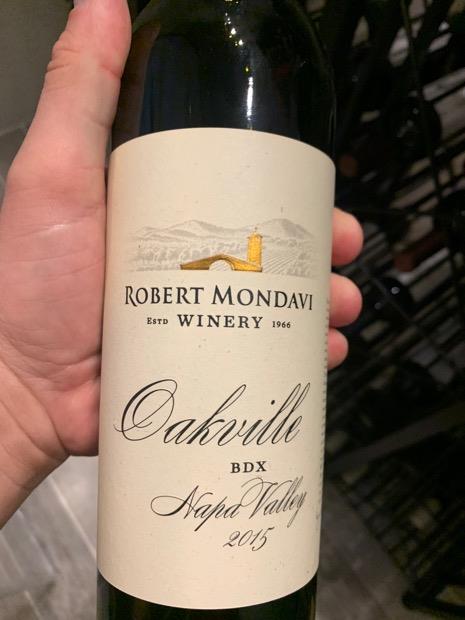 ROBERT MONDAVI
ESTD WINERY 1966
Oakville
BDX
Napa Valley
2015